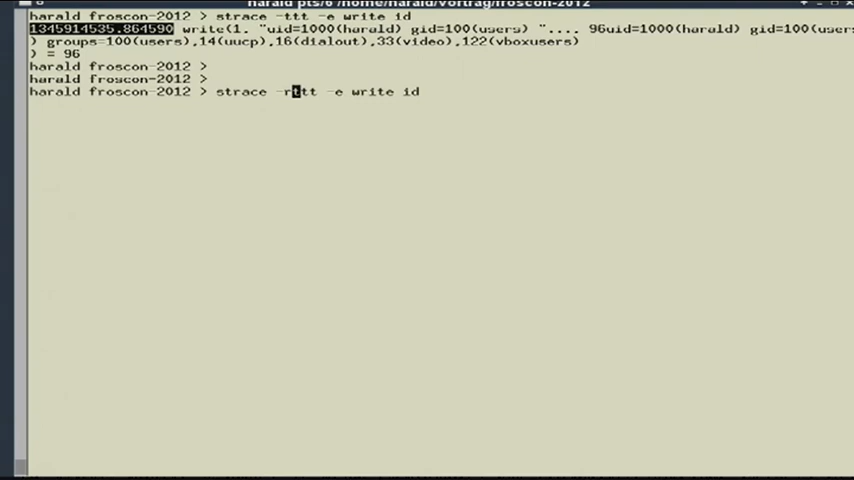 harald pts/6 /home/harald/vortrag/froscon-2012
harald froscon-2012 > strace -ttt -e write id
1345914535.864590 write(1, "uid=1000(harald) gid=100(users) "..., 96uid=1000(harald) gid=100(users
) groups=100(users),14(uucp),16(dialout),33(video),122(vboxusers)
) = 96
harald froscon-2012 >
harald froscon-2012 >
harald froscon-2012 > strace -rttt -e write id